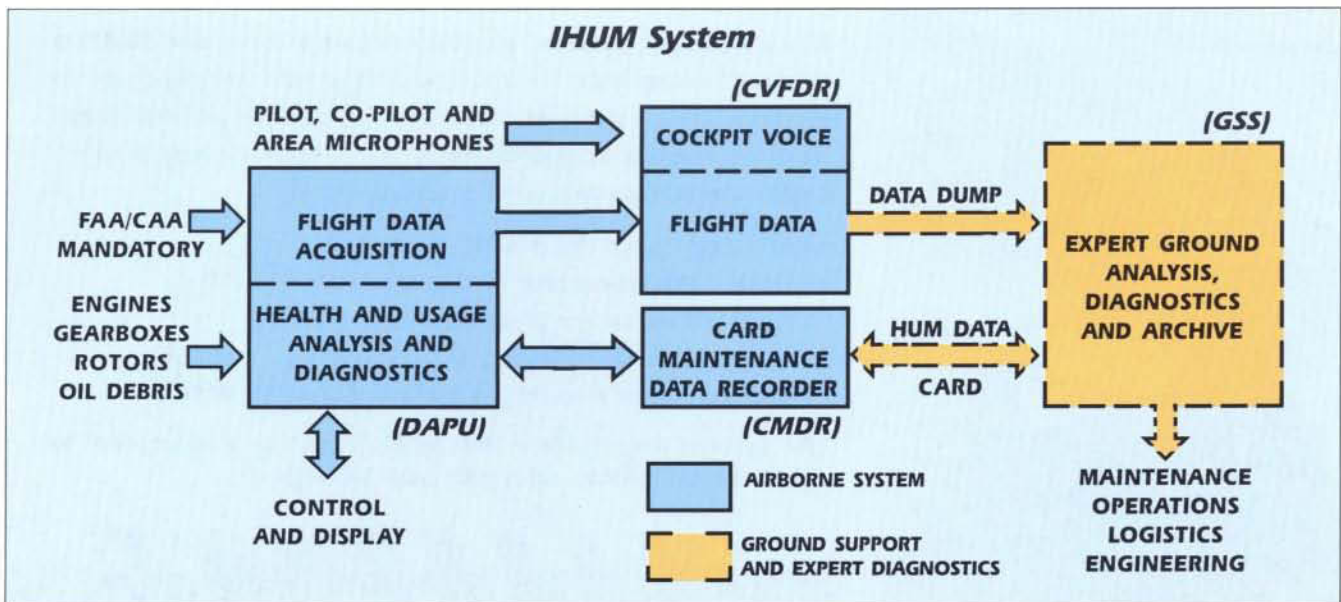 IHUM System
(CVFDR)
PILOT, CO-PILOT AND
AREA MICROPHONES
COCKPIT VOICE
(GSS)
FAA/CAA
MANDATORY
FLIGHT DATA
ACQUISITION
FLIGHT DATA
DATA DUMP
EXPERT GROUND
ANALYSIS,
DIAGNOSTICS
AND ARCHIVE
ENGINES
GEARBOXES
ROTORS
OIL DEBRIS
HEALTH AND USAGE
ANALYSIS AND
DIAGNOSTICS
(DAPU)
CARD
MAINTENANCE
DATA RECORDER
(CMDR)
HUM DATA
CARD
CONTROL
AND DISPLAY
AIRBORNE SYSTEM
GROUND SUPPORT
AND EXPERT DIAGNOSTICS
MAINTENANCE
OPERATIONS
LOGISTICS
ENGINEERING